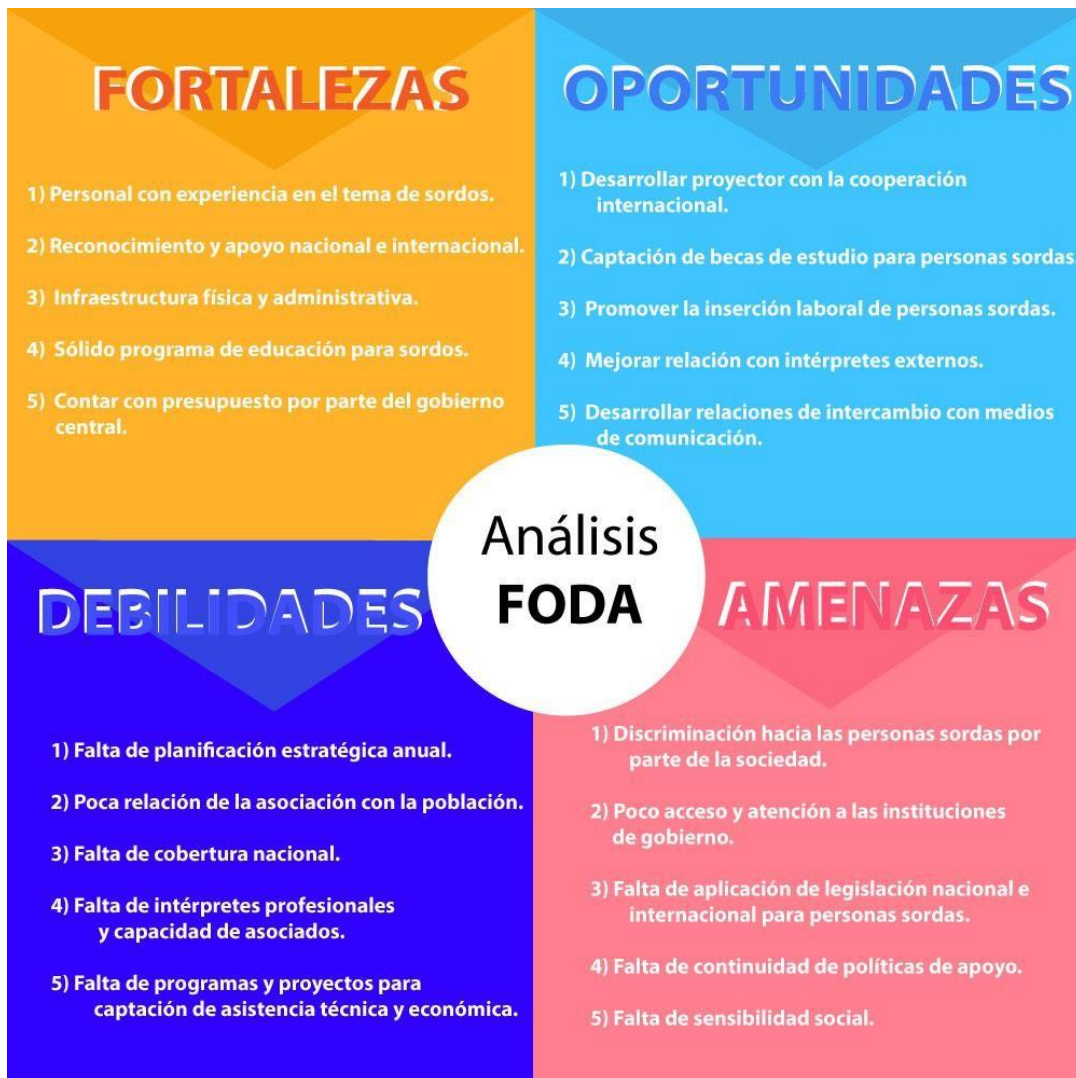 FORTALEZAS
1) Personal con experiencia en el tema de sordos.
2) Reconocimiento y apoyo nacional e internacional.
3) Infraestructura física y administrativa.
4) Sólido programa de educación para sordos.
5) Contar con presupuesto por parte del gobierno
central.
OPORTUNIDADES
1) Desarrollar proyector con la cooperación
internacional.
2) Captación de becas de estudio para personas sordas.
3) Promover la inserción laboral de personas sordas.
4) Mejorar relación con intérpretes externos.
5) Desarrollar relaciones de intercambio con medios
de comunicación.
Análisis
FODA
DEBILIDADES
1) Falta de planificación estratégica anual.
2) Poca relación de la asociación con la población.
3) Falta de cobertura nacional.
4) Falta de intérpretes profesionales
y capacidad de asociados.
5) Falta de programas y proyectos para
captación de asistencia técnica y económica.
AMENAZAS
1) Discriminación hacia las personas sordas por
parte de la sociedad.
2) Poco acceso y atención a las instituciones
de gobierno.
3) Falta de aplicación de legislación nacional e
internacional para personas sordas.
4) Falta de continuidad de políticas de apoyo.
5) Falta de sensibilidad social.